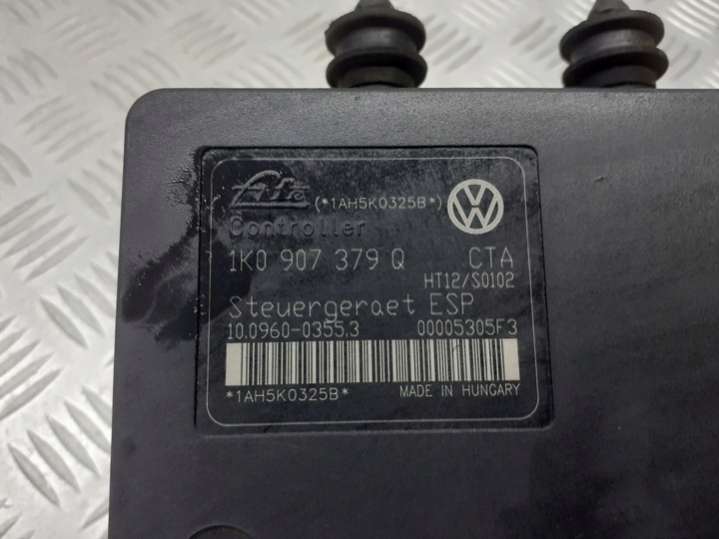 Ate (*1AH5K0325B*) VW
Controller
1K0 907 379 Q CTA
HT12/S0102
Steuergeraet ESP
10.0960-0355.3 00005305F3
*1AH5K0325B* MADE IN HUNGARY